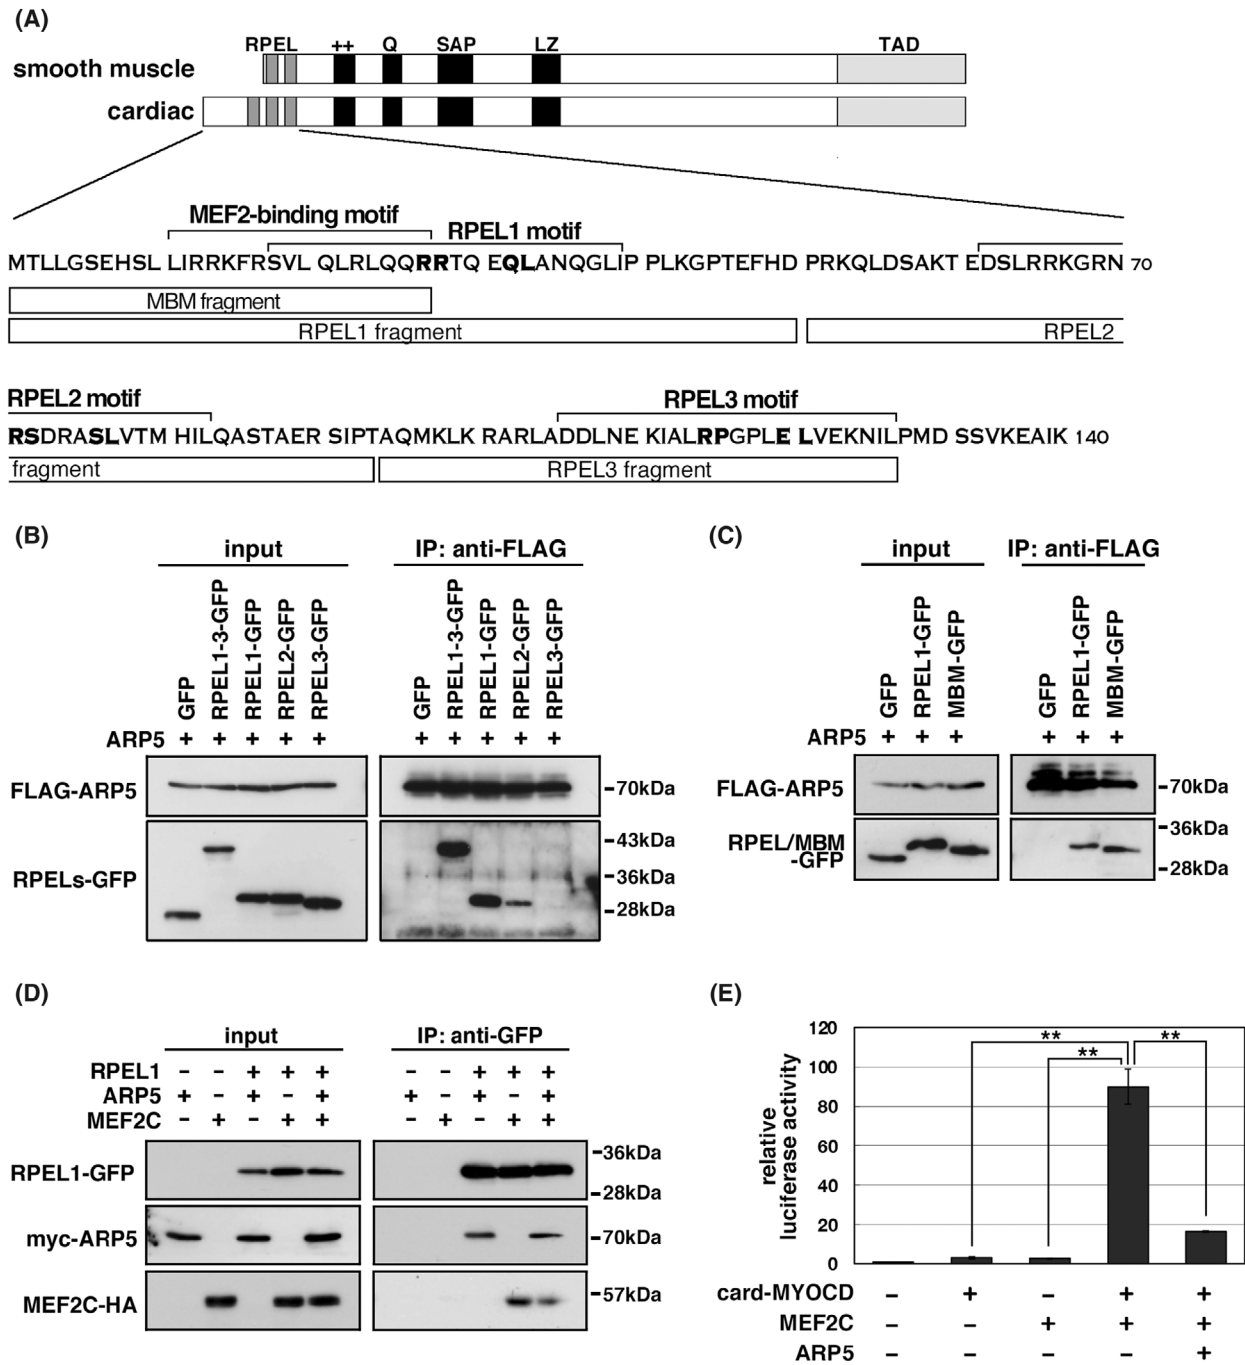 (A)
RPEL ++ Q SAP LZ TAD
smooth muscle
cardiac
MEF2-binding motif
RPEL1 motif
MTLLGSEHSL LIRRKFRSVL QLRLQQRRTQ EQLANQGLIP PLKGPTEFHD PRKQLDSAKT EDSLRRKGRN 70
MBM fragment
RPEL1 fragment RPEL2
RPEL2 motif RPEL3 motif
RSDRASLVTM HILQASTAER SIPTAQMKLK RARLADDLNE KIALRPGPLE LVEKNILPMD SSVKEAIK 140
fragment RPEL3 fragment
(B)
input IP: anti-FLAG
GFP RPEL1-3-GFP RPEL1-GFP RPEL2-GFP RPEL3-GFP GFP RPEL1-3-GFP RPEL1-GFP RPEL2-GFP RPEL3-GFP
ARP5 + + + + + + + + + +
FLAG-ARP5 -70kDa
-43kDa
RPELs-GFP -36kDa
-28kDa
(C)
input IP: anti-FLAG
GFP RPEL1-GFP MBM-GFP GFP RPEL1-GFP MBM-GFP
ARP5 + + + + + +
FLAG-ARP5 -70kDa
RPEL/MBM -36kDa
-GFP -28kDa
(D)
input IP: anti-GFP
RPEL1 - - + + + - - + + +
ARP5 + - + - + + - + - +
MEF2C - + - + + - + - + +
RPEL1-GFP -36kDa
-28kDa
myc-ARP5 -70kDa
MEF2C-HA -57kDa
(E)
relative
luciferase activity
120
100
80
60
40
20
0
** ** **
card-MYOCD - + - + +
MEF2C - - + + +
ARP5 - - - - +